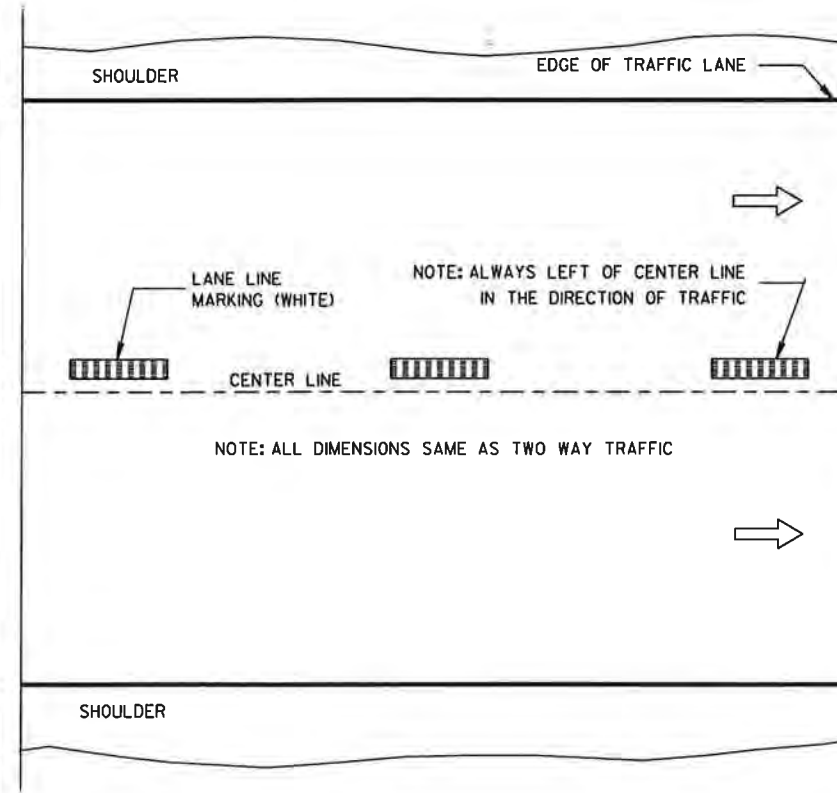 SHOULDER
EDGE OF TRAFFIC LANE
LANE LINE
MARKING (WHITE)
NOTE: ALWAYS LEFT OF CENTER LINE
IN THE DIRECTION OF TRAFFIC
CENTER LINE
NOTE: ALL DIMENSIONS SAME AS TWO WAY TRAFFIC
SHOULDER